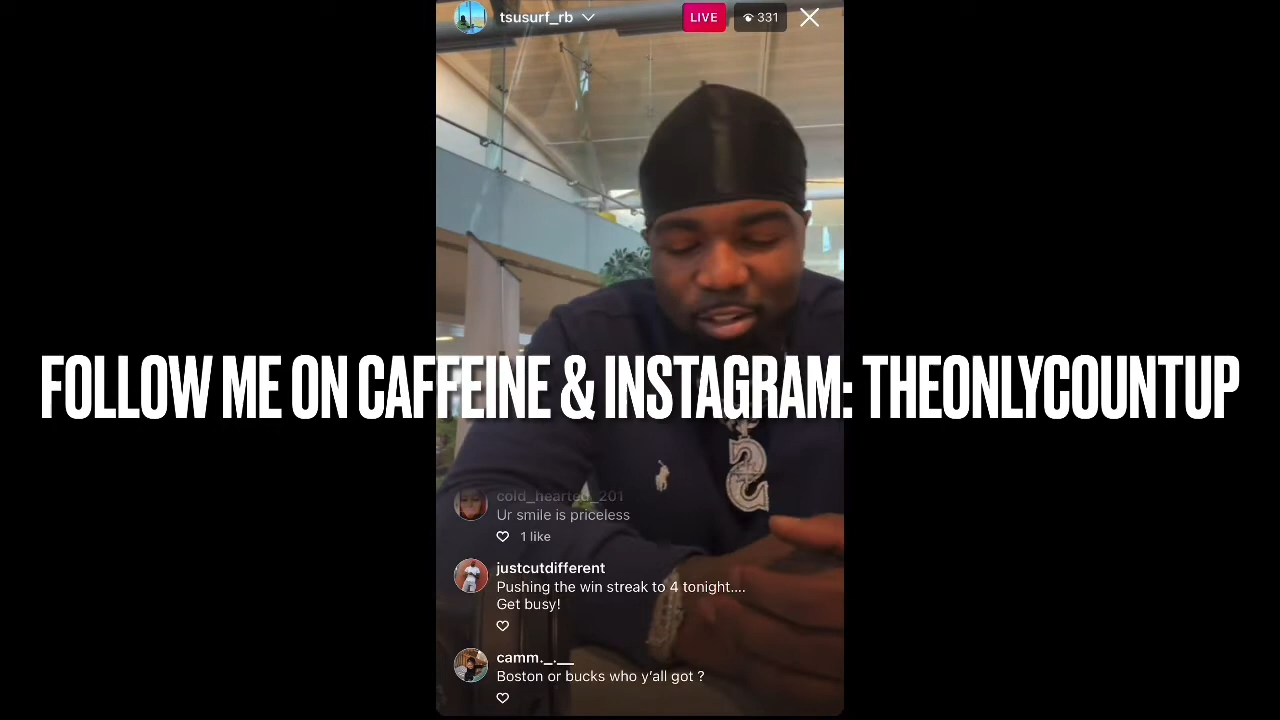 tsusurf_rb
LIVE
331
FOLLOW ME ON CAFFEINE & INSTAGRAM: THEONLYCOUNTUP
S
cold_hearted_201
Ur smile is priceless
1 like
justcutdifferent
Pushing the win streak to 4 tonight....
Get busy!
camm._.__
Boston or bucks who y'all got ?